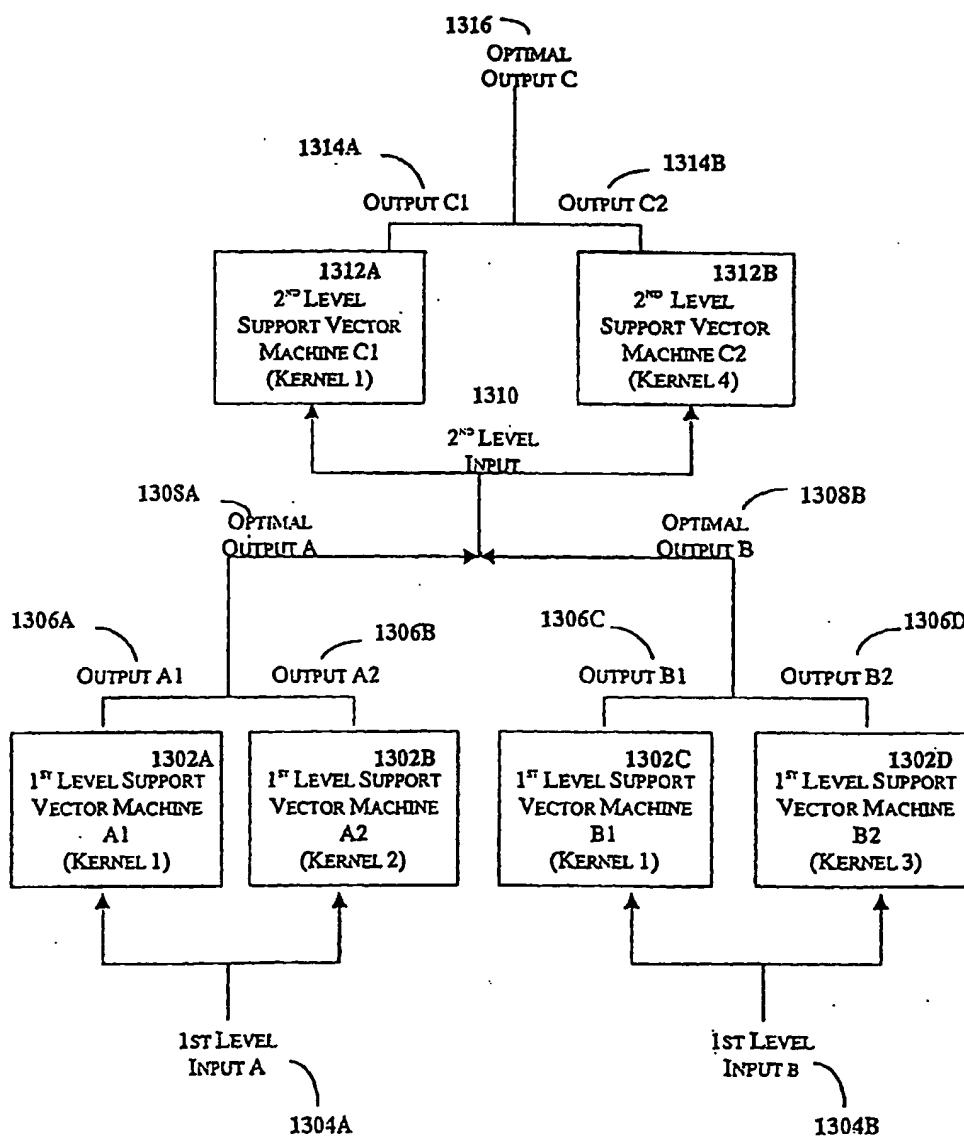 1316
OPTIMAL
OUTPUT C
1314A
1314B
OUTPUT C1
OUTPUT C2
1312A
2ND LEVEL
SUPPORT VECTOR
MACHINE C1
(KERNEL 1)
1312B
2ND LEVEL
SUPPORT VECTOR
MACHINE C2
(KERNEL 4)
1310
2ND LEVEL
INPUT
1308A
OPTIMAL
OUTPUT A
1308B
OPTIMAL
OUTPUT B
1306A
OUTPUT A1
1306B
OUTPUT A2
1306C
OUTPUT B1
1306D
OUTPUT B2
1302A
1ST LEVEL SUPPORT
VECTOR MACHINE
A1
(KERNEL 1)
1302B
1ST LEVEL SUPPORT
VECTOR MACHINE
A2
(KERNEL 2)
1302C
1ST LEVEL SUPPORT
VECTOR MACHINE
B1
(KERNEL 1)
1302D
1ST LEVEL SUPPORT
VECTOR MACHINE
B2
(KERNEL 3)
1ST LEVEL
INPUT A
1304A
1ST LEVEL
INPUT B
1304B